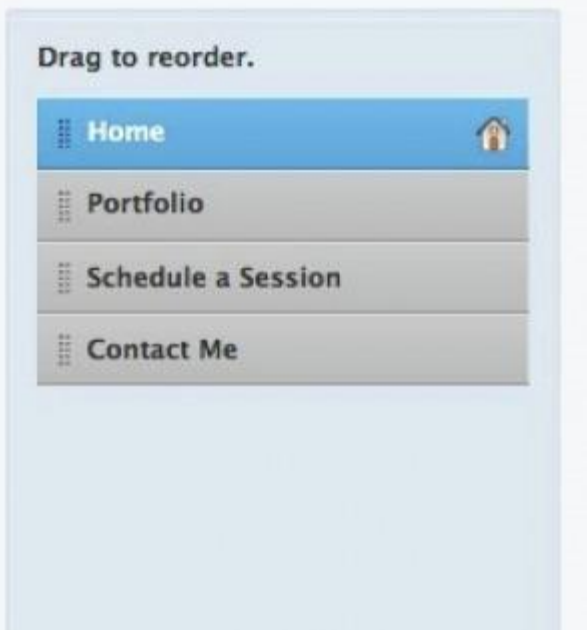 Drag to reorder.
Home
Portfolio
Schedule a Session
Contact Me